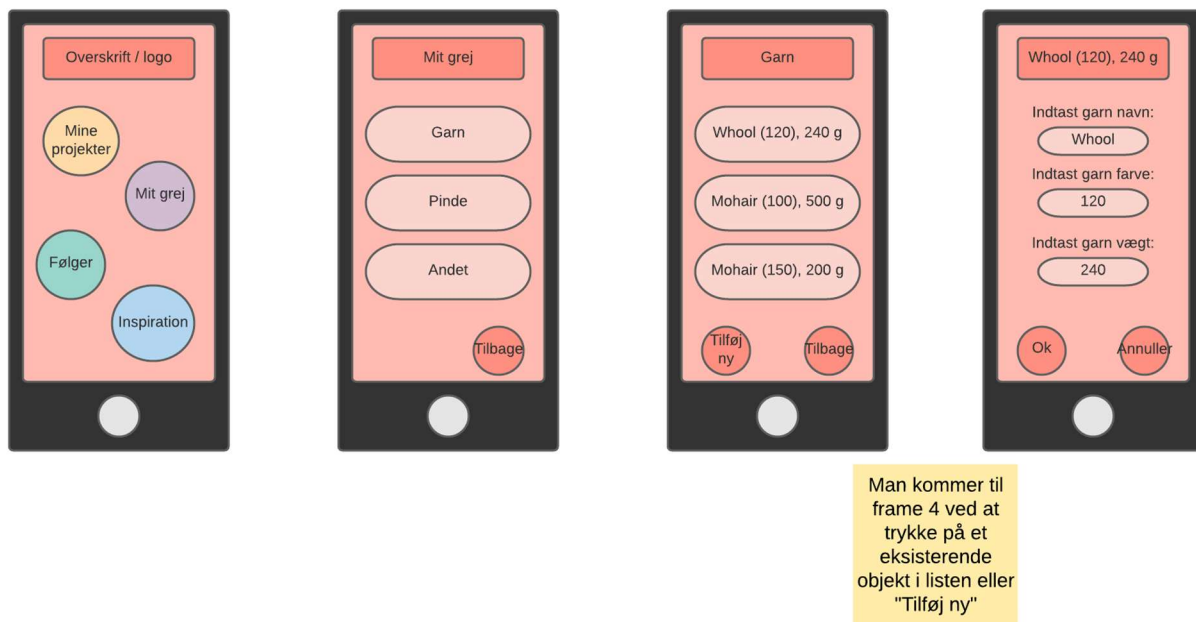 Overskrift / logo
Mine
projekter
Mit grej
Følger
Inspiration
Mit grej
Garn
Pinde
Andet
Tilbage
Garn
Whool (120), 240 g
Mohair (100), 500 g
Mohair (150), 200 g
Tilføj
ny
Tilbage
Whool (120), 240 g
Indtast garn navn:
Whool
Indtast garn farve:
120
Indtast garn vægt:
240
Ok
Annuller
Man kommer til
frame 4 ved at
trykke på et
eksisterende
objekt i listen eller
"Tilføj ny"